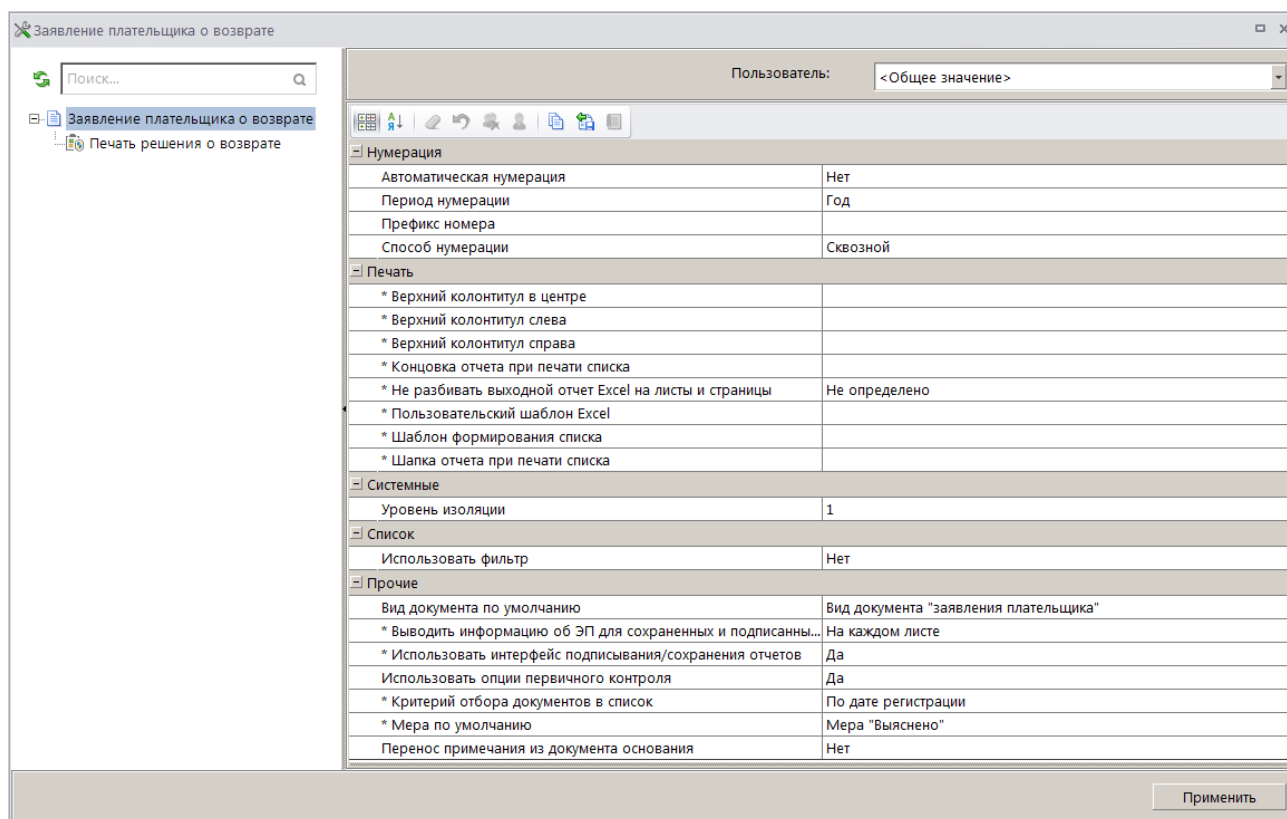 Заявление плательщика о возврате
Поиск...
Пользователь: <Общее значение>
Заявление плательщика о возврате
Печать решения о возврате
Нумерация
Автоматическая нумерация Нет
Период нумерации Год
Префикс номера
Способ нумерации Сквозной
Печать
* Верхний колонтитул в центре
* Верхний колонтитул слева
* Верхний колонтитул справа
* Концовка отчета при печати списка
* Не разбивать выходной отчет Excel на листы и страницы Не определено
* Пользовательский шаблон Excel
* Шаблон формирования списка
* Шапка отчета при печати списка
Системные
Уровень изоляции 1
Список
Использовать фильтр Нет
Прочие
Вид документа по умолчанию Вид документа "заявления плательщика"
* Выводить информацию об ЭП для сохраненных и подписанны... На каждом листе
* Использовать интерфейс подписывания/сохранения отчетов Да
Использовать опции первичного контроля Да
* Критерий отбора документов в список По дате регистрации
* Мера по умолчанию Мера "Выяснено"
Перенос примечания из документа основания Нет
Применить